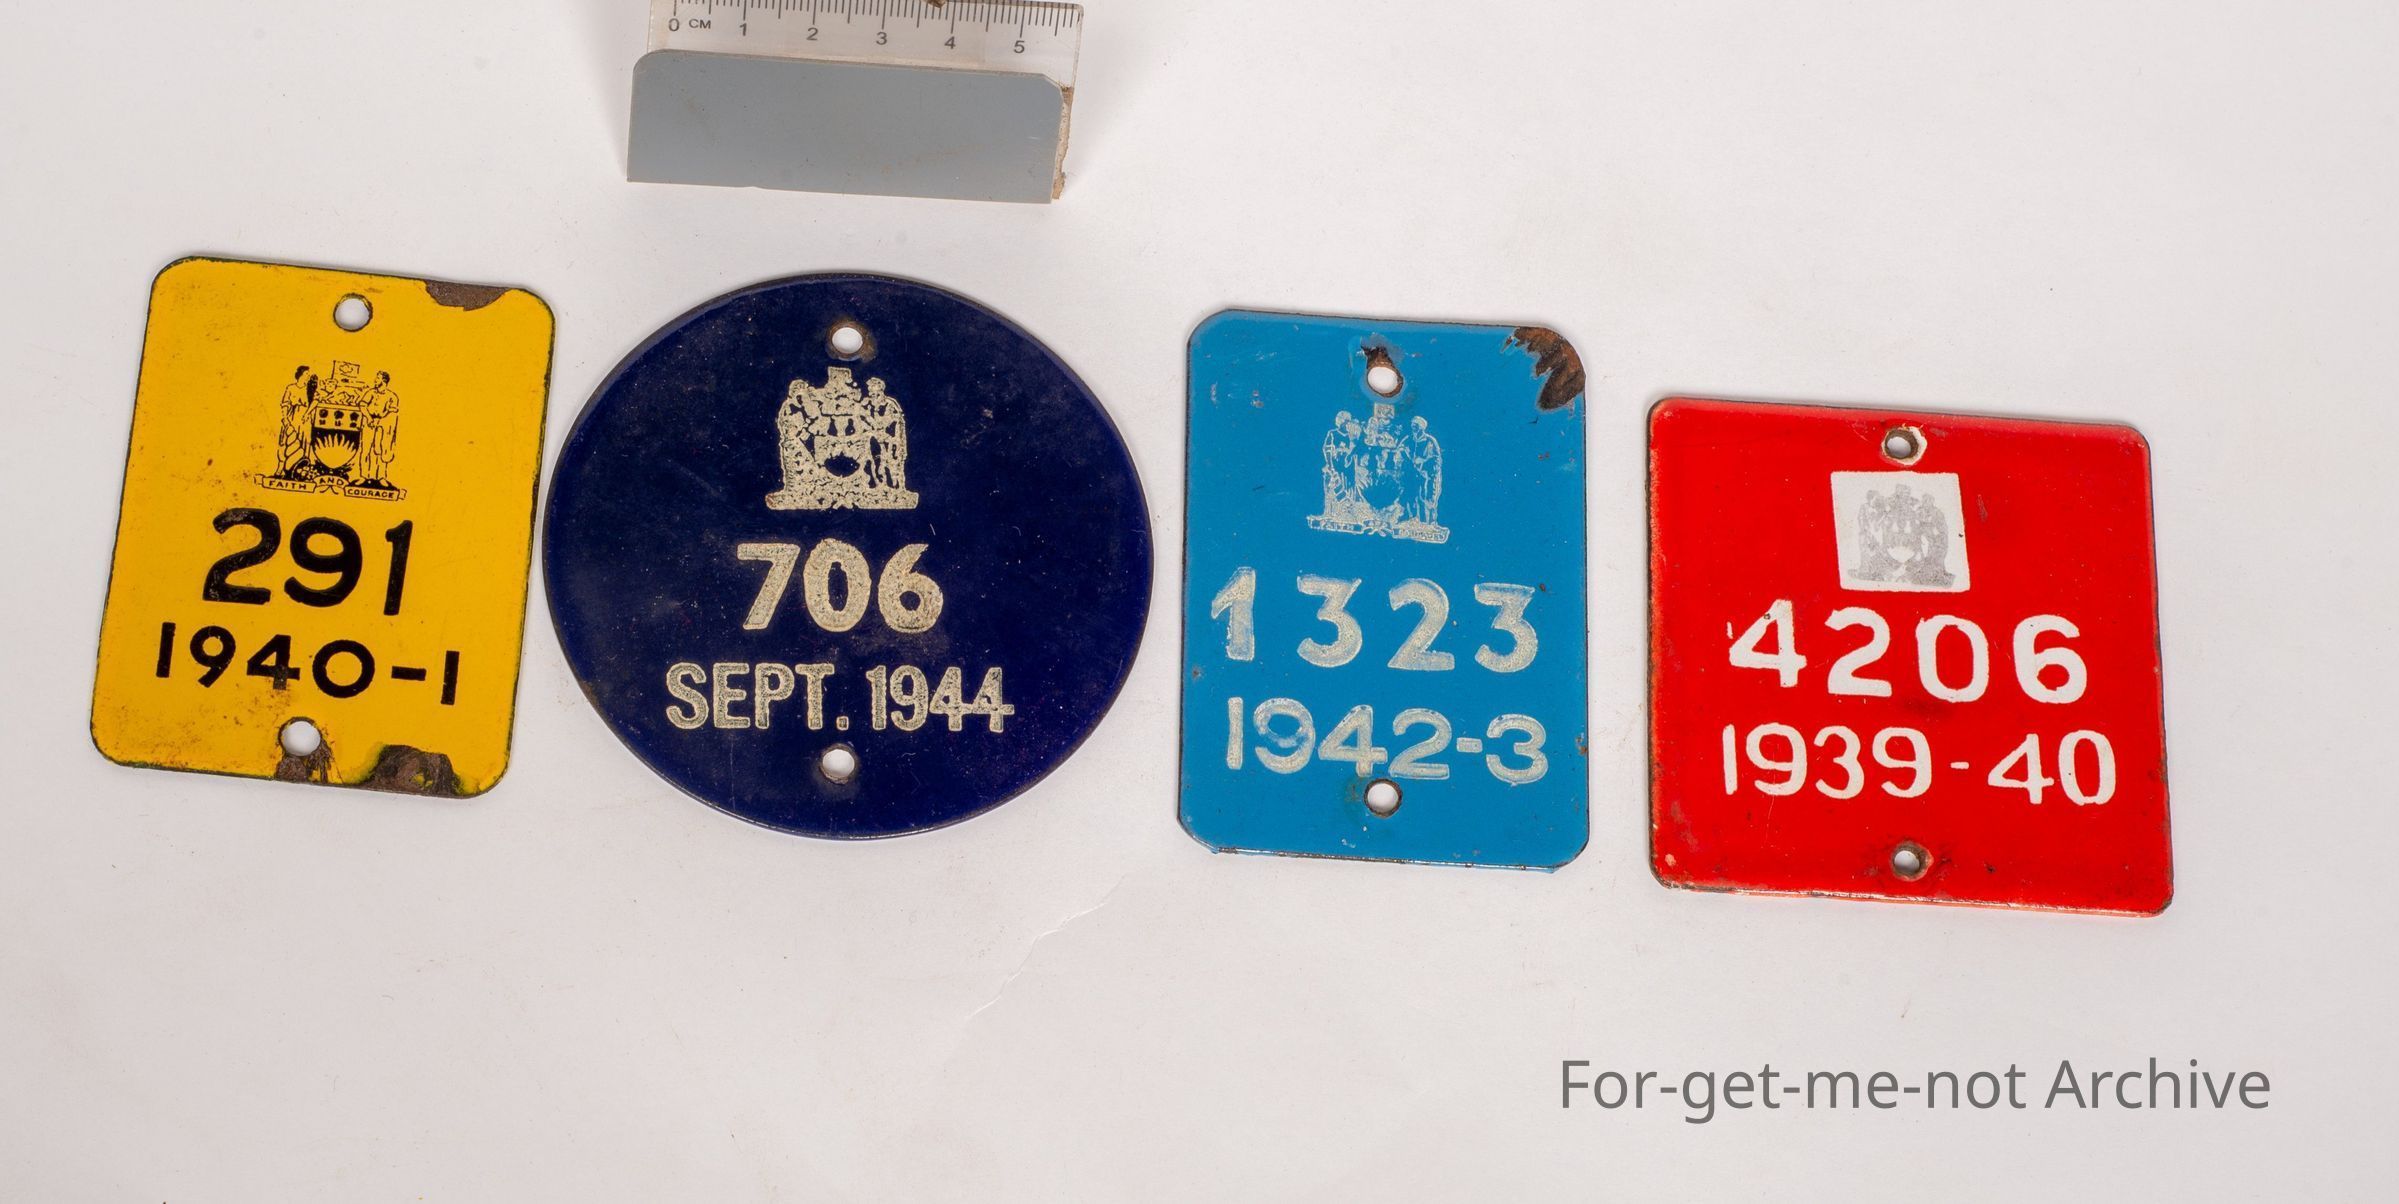 0 CM 1 2 3 4 5
FAITH AND COURAGE
291
1940-1
706
SEPT. 1944
FAITH
1323
1942-3
4206
1939-40
For-get-me-not Archive